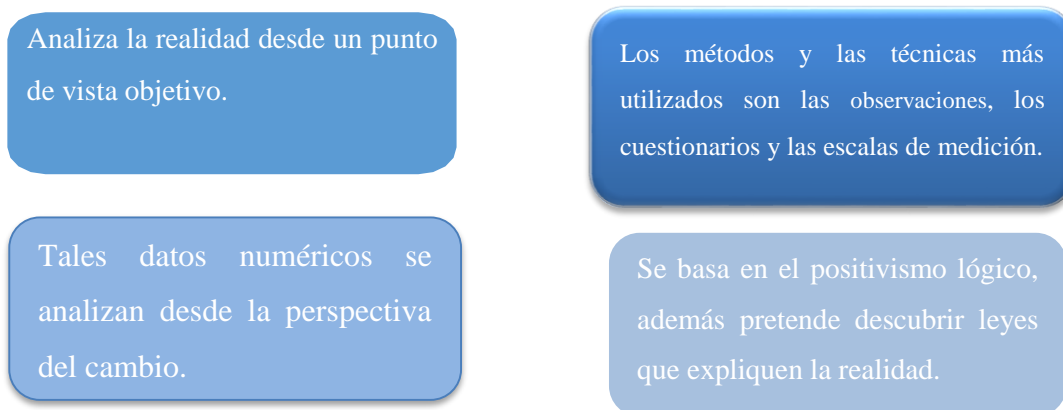 Analiza la realidad desde un punto
de vista objetivo.
Los métodos y las técnicas más
utilizados son las observaciones, los
cuestionarios y las escalas de medición.
Tales datos numéricos se
analizan desde la perspectiva
del cambio.
Se basa en el positivismo lógico,
además pretende descubrir leyes
que expliquen la realidad.